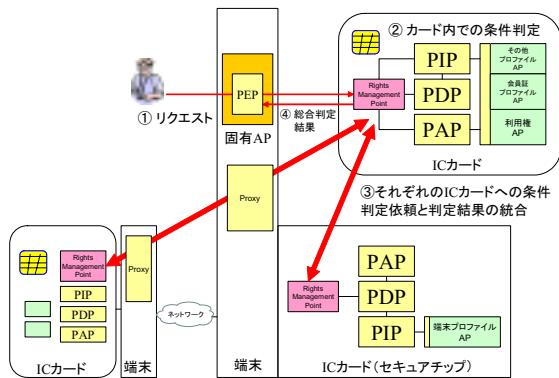 ② カード内での条件判定
PIP
PDP
PAP
Rights
Management
Point
その他
プロファイル
AP
会員証
プロファイル
AP
利用権
AP
ICカード
① リクエスト
PEP
固有AP
④ 総合判定
結果
③それぞれのICカードへの条件
判定依頼と判定結果の統合
Proxy
Rights
Management
Point
PIP
PDP
PAP
ICカード
Proxy
端末
ネットワーク
端末
Rights
Management
Point
PAP
PDP
PIP
端末プロファイル
AP
ICカード(セキュアチップ)